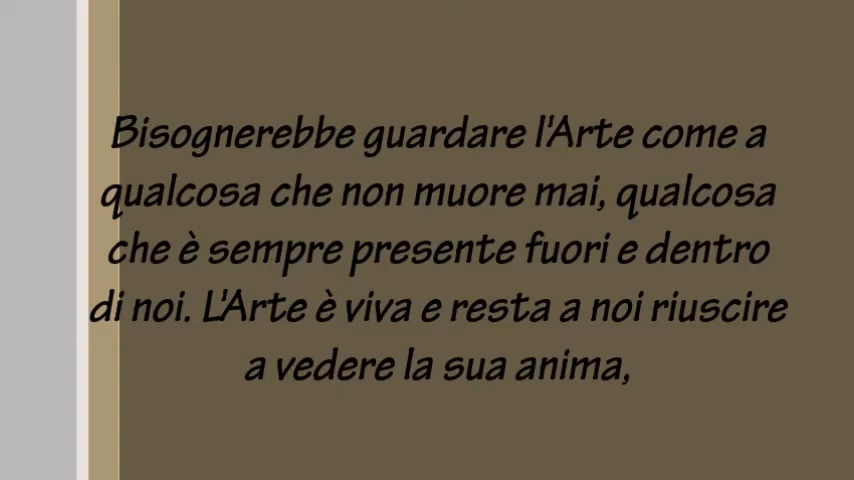 Bisognerebbe guardare l'Arte come a
qualcosa che non muore mai, qualcosa
che è sempre presente fuori e dentro
di noi. L'Arte è viva e resta a noi riuscire
a vedere la sua anima,